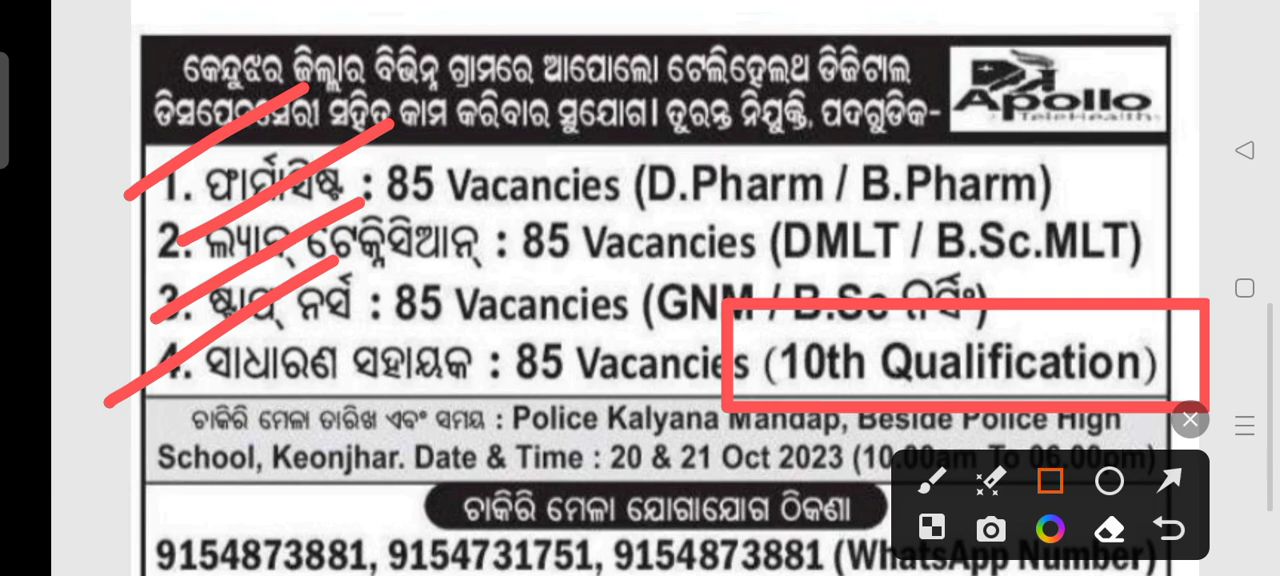 କେନ୍ଦୁଝର ଜିଲ୍ଲାର ବିଭିନ୍ନ ଗ୍ରାମରେ ଆପୋଲୋ ଟେଲିହେଲଥ ଡିଜିଟାଲ
ଡିସପେନସେରୀ ସହିତ କାମ କରିବାର ସୁଯୋଗ। ତୁରନ୍ତ ନିଯୁକ୍ତି, ପଦଗୁଡିକ-
Apollo
TeleHealth
1. ଫାର୍ମାସିଷ୍ଟ : 85 Vacancies (D.Pharm / B.Pharm)
2. ଲ୍ୟାବ୍ ଟେକ୍ନିସିଆନ୍ : 85 Vacancies (DMLT / B.Sc.MLT)
3. ଷ୍ଟାଫ୍ ନର୍ସ : 85 Vacancies (GNM / B.Sc ନର୍ସିଂ)
4. ସାଧାରଣ ସହାୟକ : 85 Vacancies (10th Qualification)
ଚାକିରି ମେଳା ତାରିଖ ଏବଂ ସମୟ : Police Kalyana Mandap, Beside Police High
School, Keonjhar. Date & Time : 20 & 21 Oct 2023 (10.00am To 06.00pm)
ଚାକିରି ମେଳା ଯୋଗାଯୋଗ ଠିକଣା
9154873881, 9154731751, 9154873881 (WhatsApp Number)